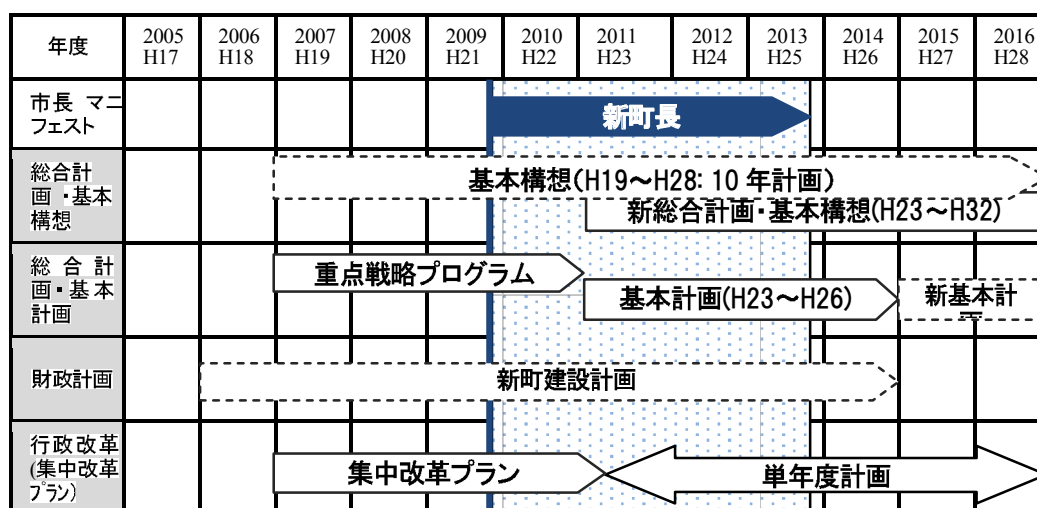 年度
2005
H17
2006
H18
2007
H19
2008
H20
2009
H21
2010
H22
2011
H23
2012
H24
2013
H25
2014
H26
2015
H27
2016
H28
市長 マニ
フェスト
新町長
総合計
画・基本
構想
基本構想(H19～H28: 10 年計画)
新総合計画・基本構想(H23～H32)
総 合 計
画・基本
計画
重点戦略プログラム
基本計画(H23～H26)
新基本計
財政計画
新町建設計画
行政改革
(集中改革
プラン)
集中改革プラン
単年度計画